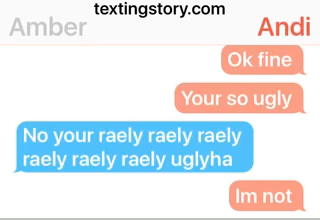 textingstory.com
Amber Andi
Ok fine
Your so ugly
No your raely raely raely
raely raely raely uglyha
Im not